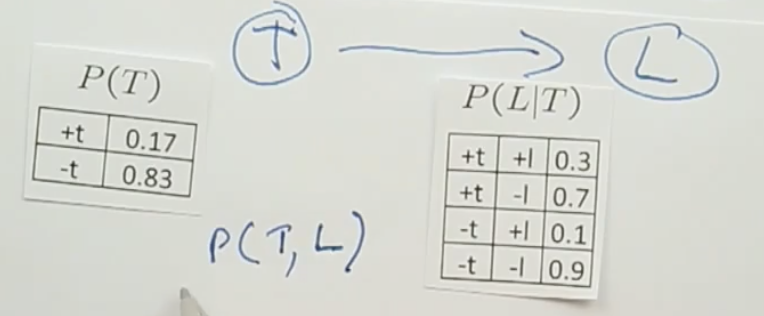 T L
P(T)
+t 0.17
-t 0.83
P(L|T)
+t +l 0.3
+t -l 0.7
-t +l 0.1
-t -l 0.9
P(T, L)